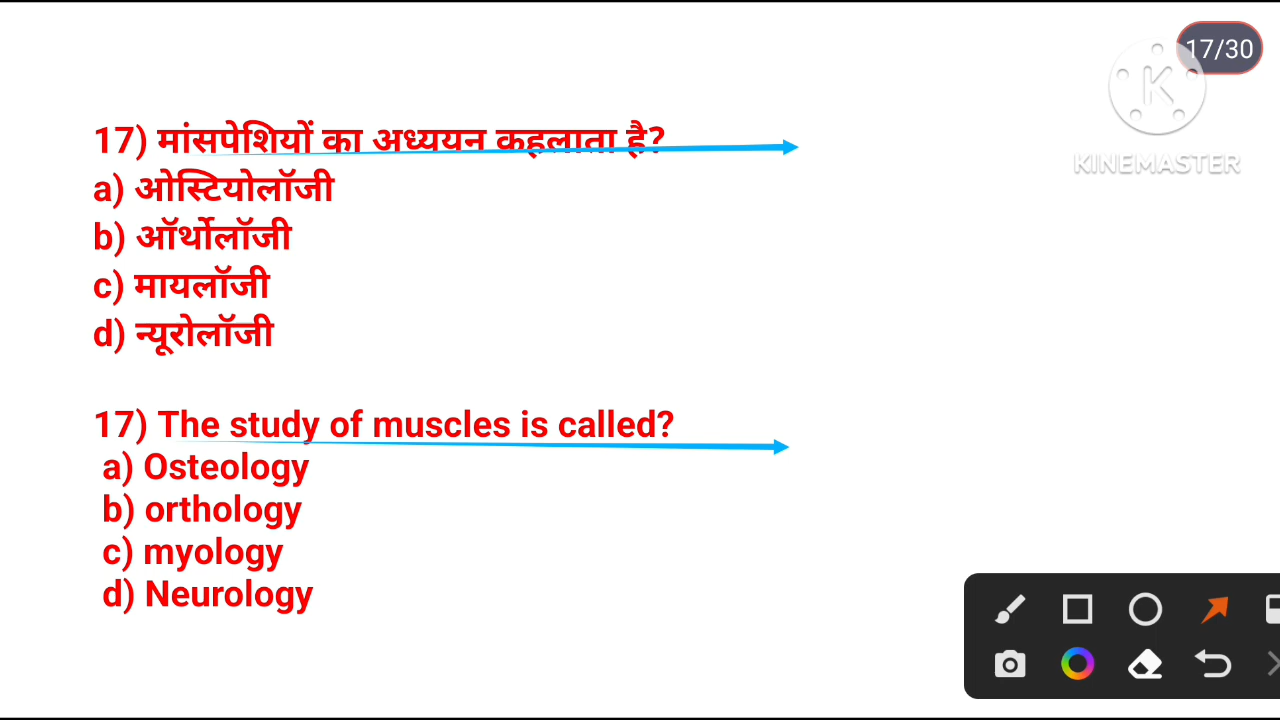 17/30
KINEMASTER
17) मांसपेशियों का अध्ययन कहलाता है?
a) ओस्टियोलॉजी
b) ऑर्थोलॉजी
c) मायलॉजी
d) न्यूरोलॉजी
17) The study of muscles is called?
a) Osteology
b) orthology
c) myology
d) Neurology